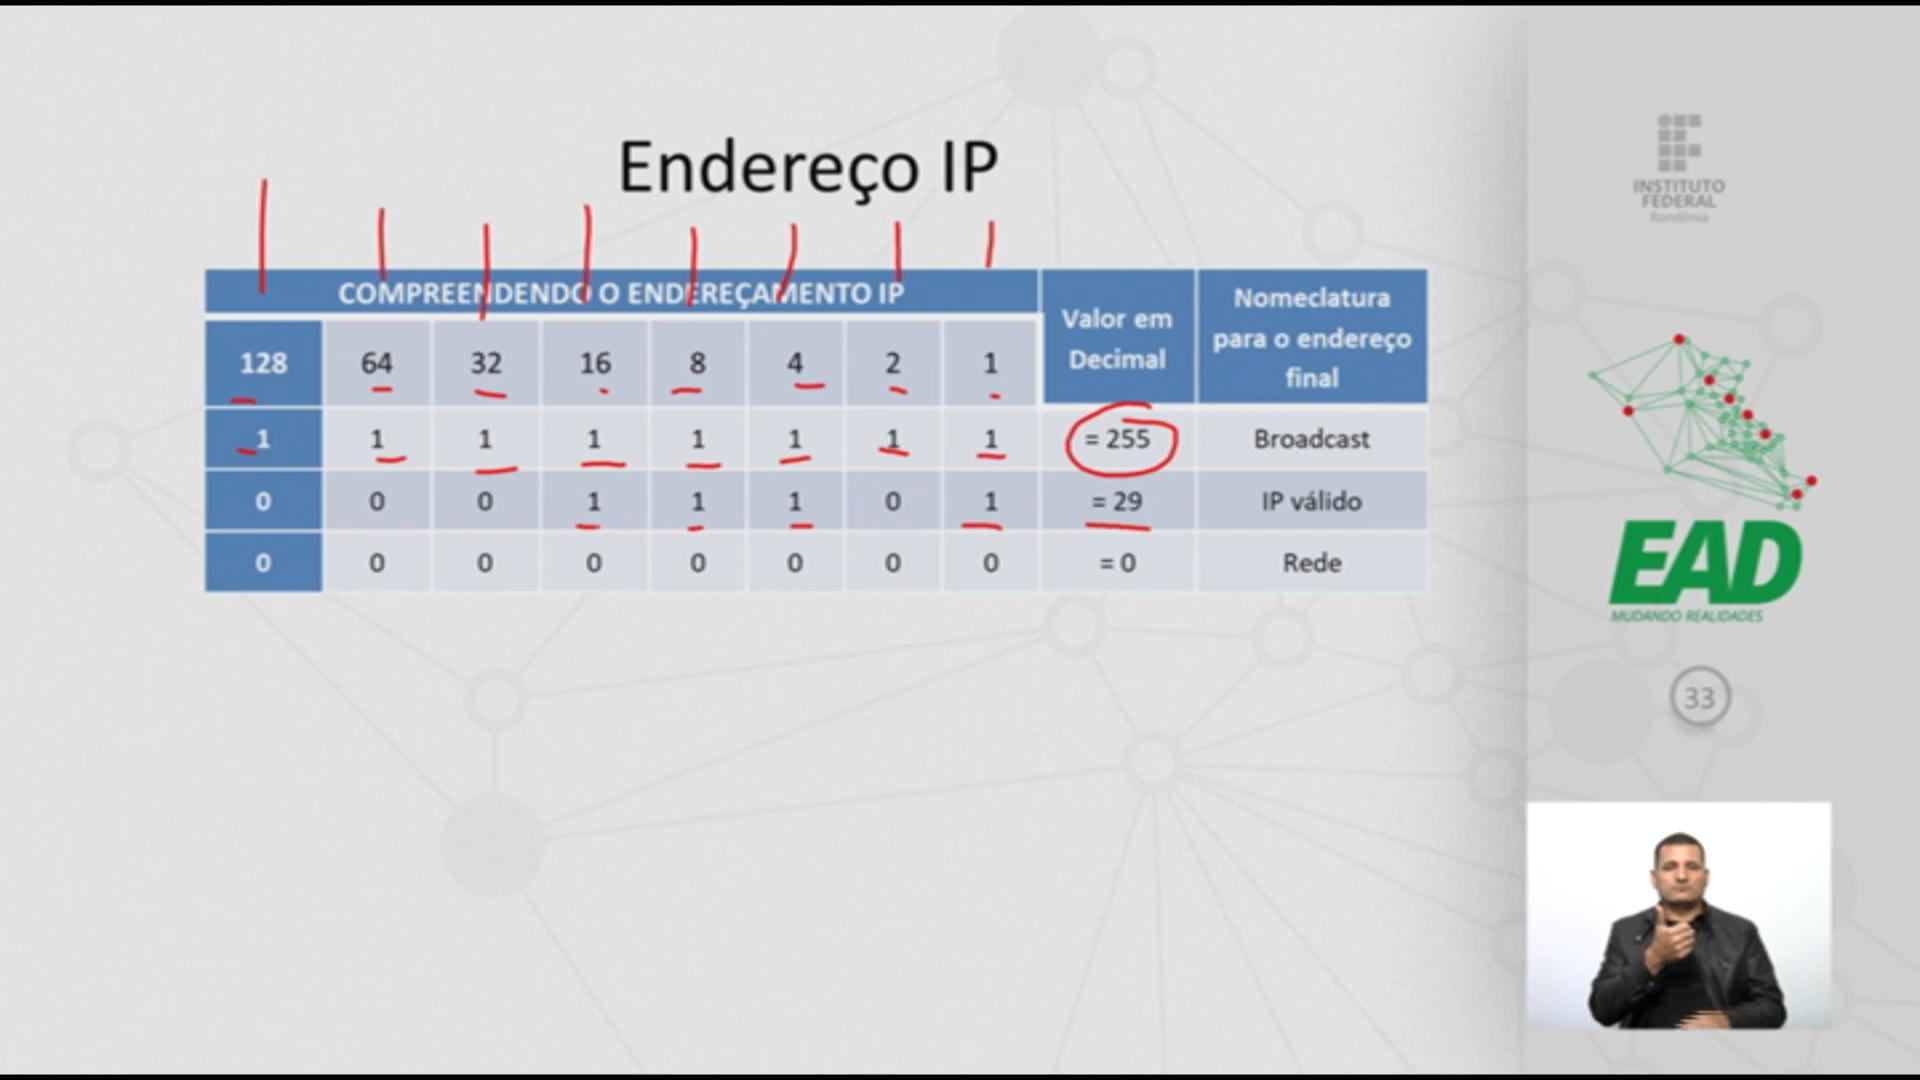 Endereço IP
COMPREENDENDO O ENDEREÇAMENTO IP
Valor em Decimal
Nomeclatura para o endereço final
128 64 32 16 8 4 2 1
1 1 1 1 1 1 1 1 = 255 Broadcast
0 0 0 1 1 1 0 1 = 29 IP válido
0 0 0 0 0 0 0 0 = 0 Rede
INSTITUTO
FEDERAL
Rondônia
EAD
MUDANDO REALIDADES
33